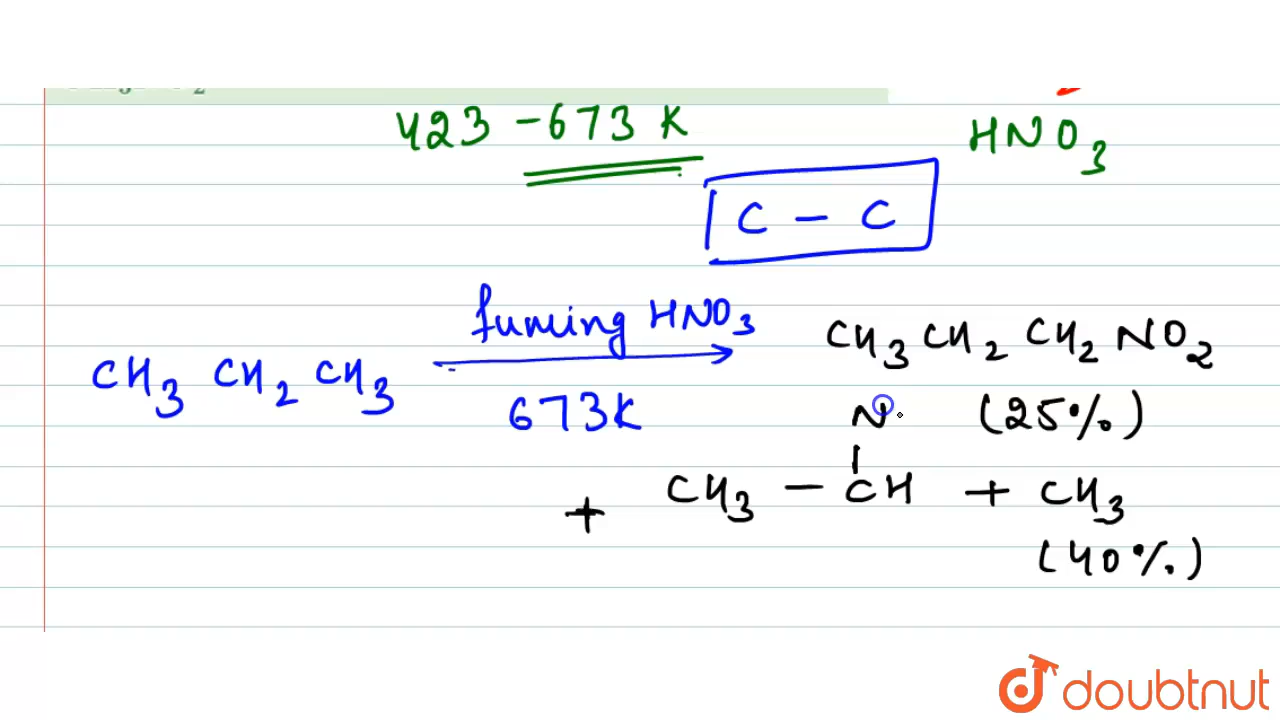 423 - 673 K
HNO3
C - C
fuming HNO3
CH3 CH2 CH3
673K
CH3 CH2 CH2 NO2
N
(25%)
+ CH3 - CH + CH3
(40%)
doubtnut